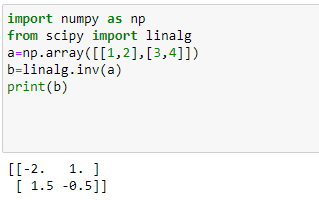 import numpy as np
from scipy import linalg
a=np.array([[1,2],[3,4]])
b=linalg.inv(a)
print(b)
[[-2.   1. ]
 [ 1.5 -0.5]]